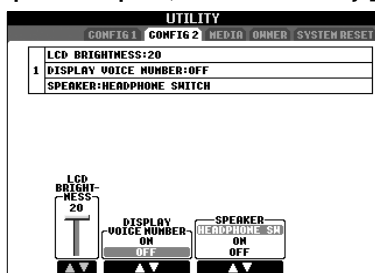 UTILITY
CONFIG 1 CONFIG 2 MEDIA OWNER SYSTEM RESET
LCD BRIGHTNESS:20
1 DISPLAY VOICE NUMBER:OFF
SPEAKER:HEADPHONE SWITCH
LCD
BRIGHT-
NESS
20
DISPLAY
VOICE NUMBER
ON
OFF
SPEAKER
HEADPHONE SW
ON
OFF